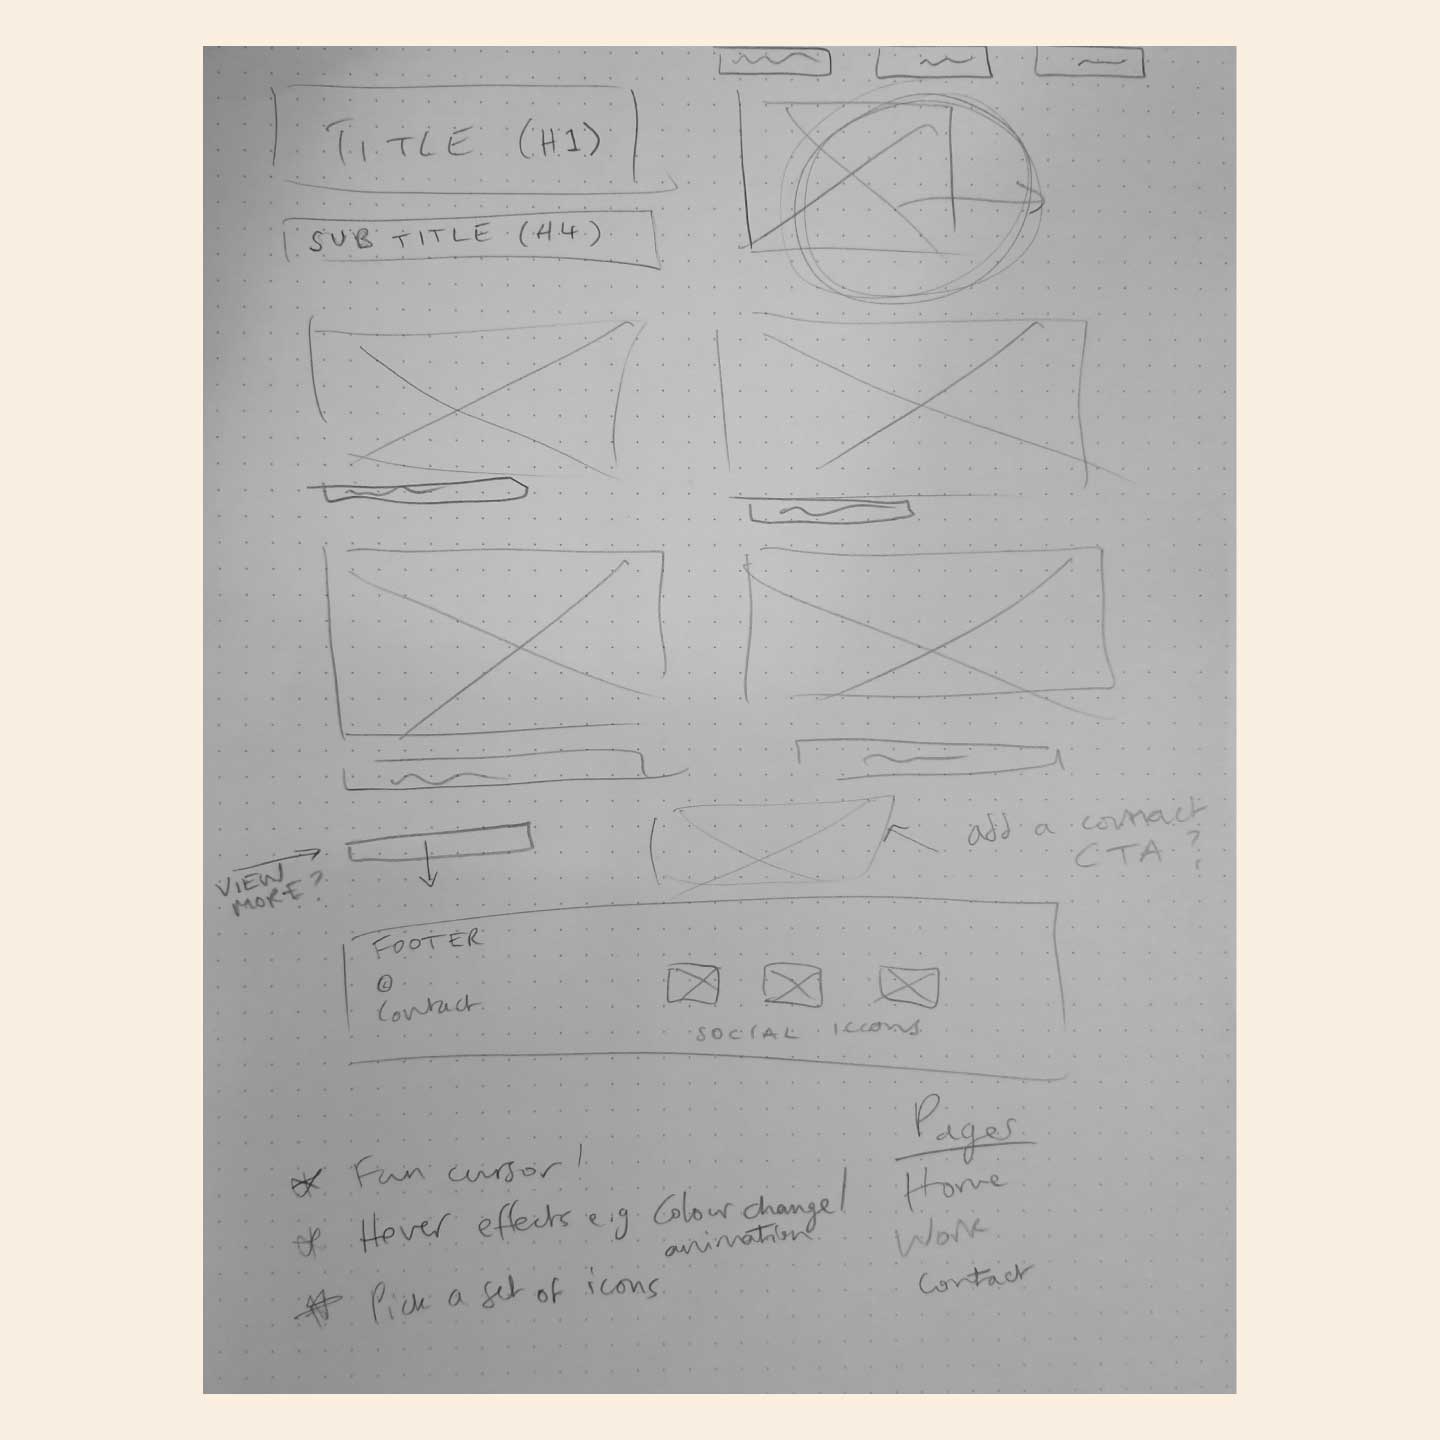 TITLE (H1)
SUB TITLE (H4)
add a contact
CTA ?
VIEW
MORE?
FOOTER
©
Contact
SOCIAL Iccons
Pages
Home
Work
Contact
* Fun cursor!
* Hover effects e.g Colour change/
animation
* Pick a set of icons